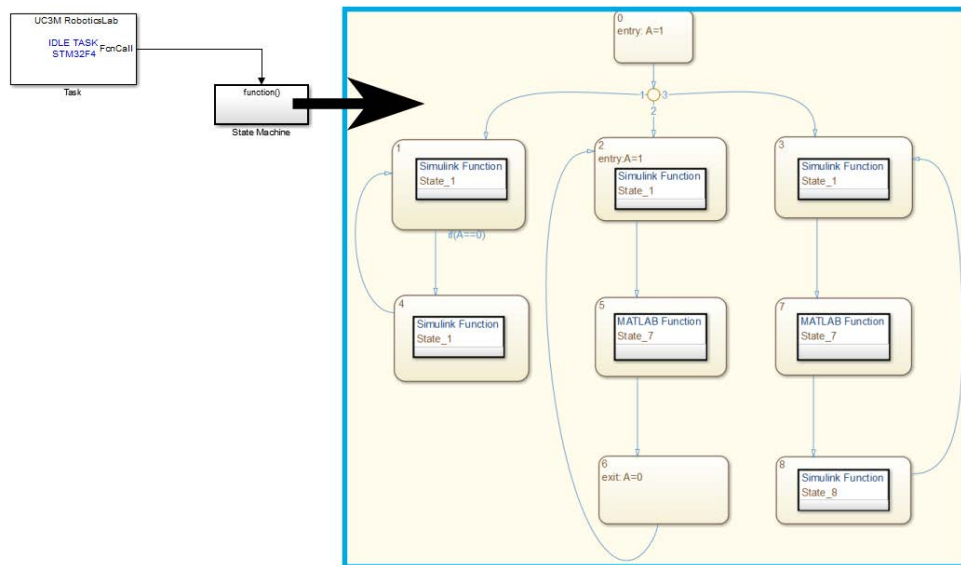 UC3M RoboticsLab
IDLE TASK
STM32F4
FcnCall
Task
function()
State Machine
0
entry: A=1
1
3
2
1
Simulink Function
State_1
if(A==0)
4
Simulink Function
State_1
2
entry:A=1
Simulink Function
State_1
5
MATLAB Function
State_7
6
exit: A=0
3
Simulink Function
State_1
7
MATLAB Function
State_7
8
Simulink Function
State_8